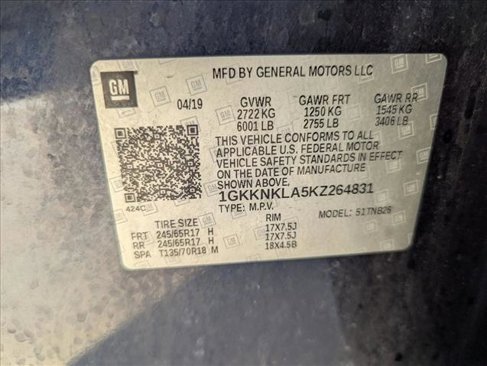 GM MFD BY GENERAL MOTORS LLC
04/19 GVWR GAWR FRT GAWR RR
2722 KG 1250 KG 1545 KG
6001 LB 2755 LB 3406 LB
THIS VEHICLE CONFORMS TO ALL
APPLICABLE U.S. FEDERAL MOTOR
VEHICLE SAFETY STANDARDS IN
EFFECT ON THE DATE OF MANUFACTURE
SHOWN ABOVE.
424C 1GKKNKLA5KZ264831
TYPE: M.P.V. MODEL: 51TNB26
TIRE SIZE RIM
FRT 245/65R17 H 17X7.5J
RR 245/65R17 H 17X7.5J
SPA T135/70R18 M 18X4.5B